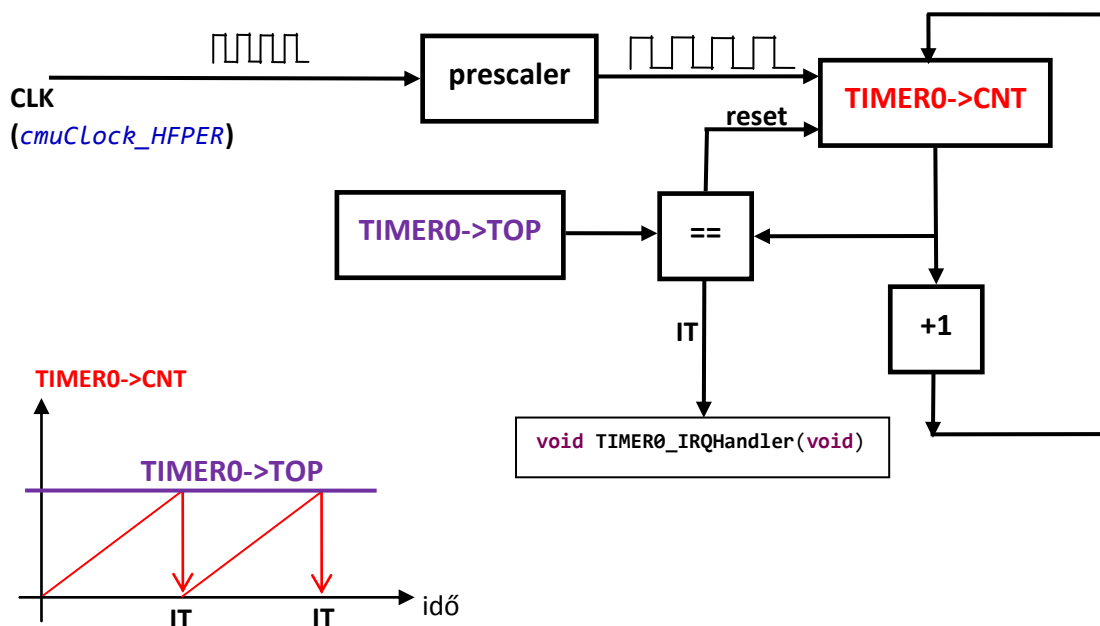 prescaler
CLK
(cmuClock_HFPER)
TIMER0->CNT
reset
TIMER0->TOP
==
+1
IT
void TIMER0_IRQHandler(void)
TIMER0->CNT
TIMER0->TOP
IT
IT
idő